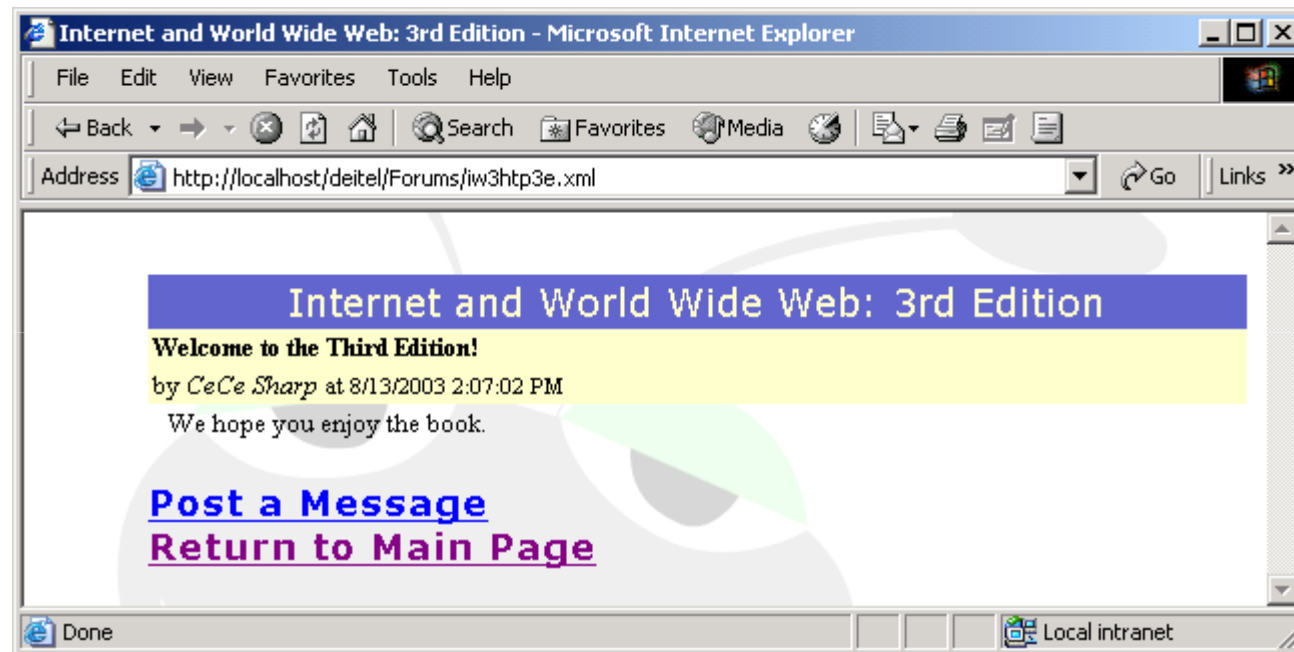 Internet and World Wide Web: 3rd Edition - Microsoft Internet Explorer
File Edit View Favorites Tools Help
Back Search Favorites Media
Address http://localhost/deitel/Forums/iw3htp3e.xml Go Links »
Internet and World Wide Web: 3rd Edition
Welcome to the Third Edition!
by CeCe Sharp at 8/13/2003 2:07:02 PM
We hope you enjoy the book.
Post a Message
Return to Main Page
Done Local intranet